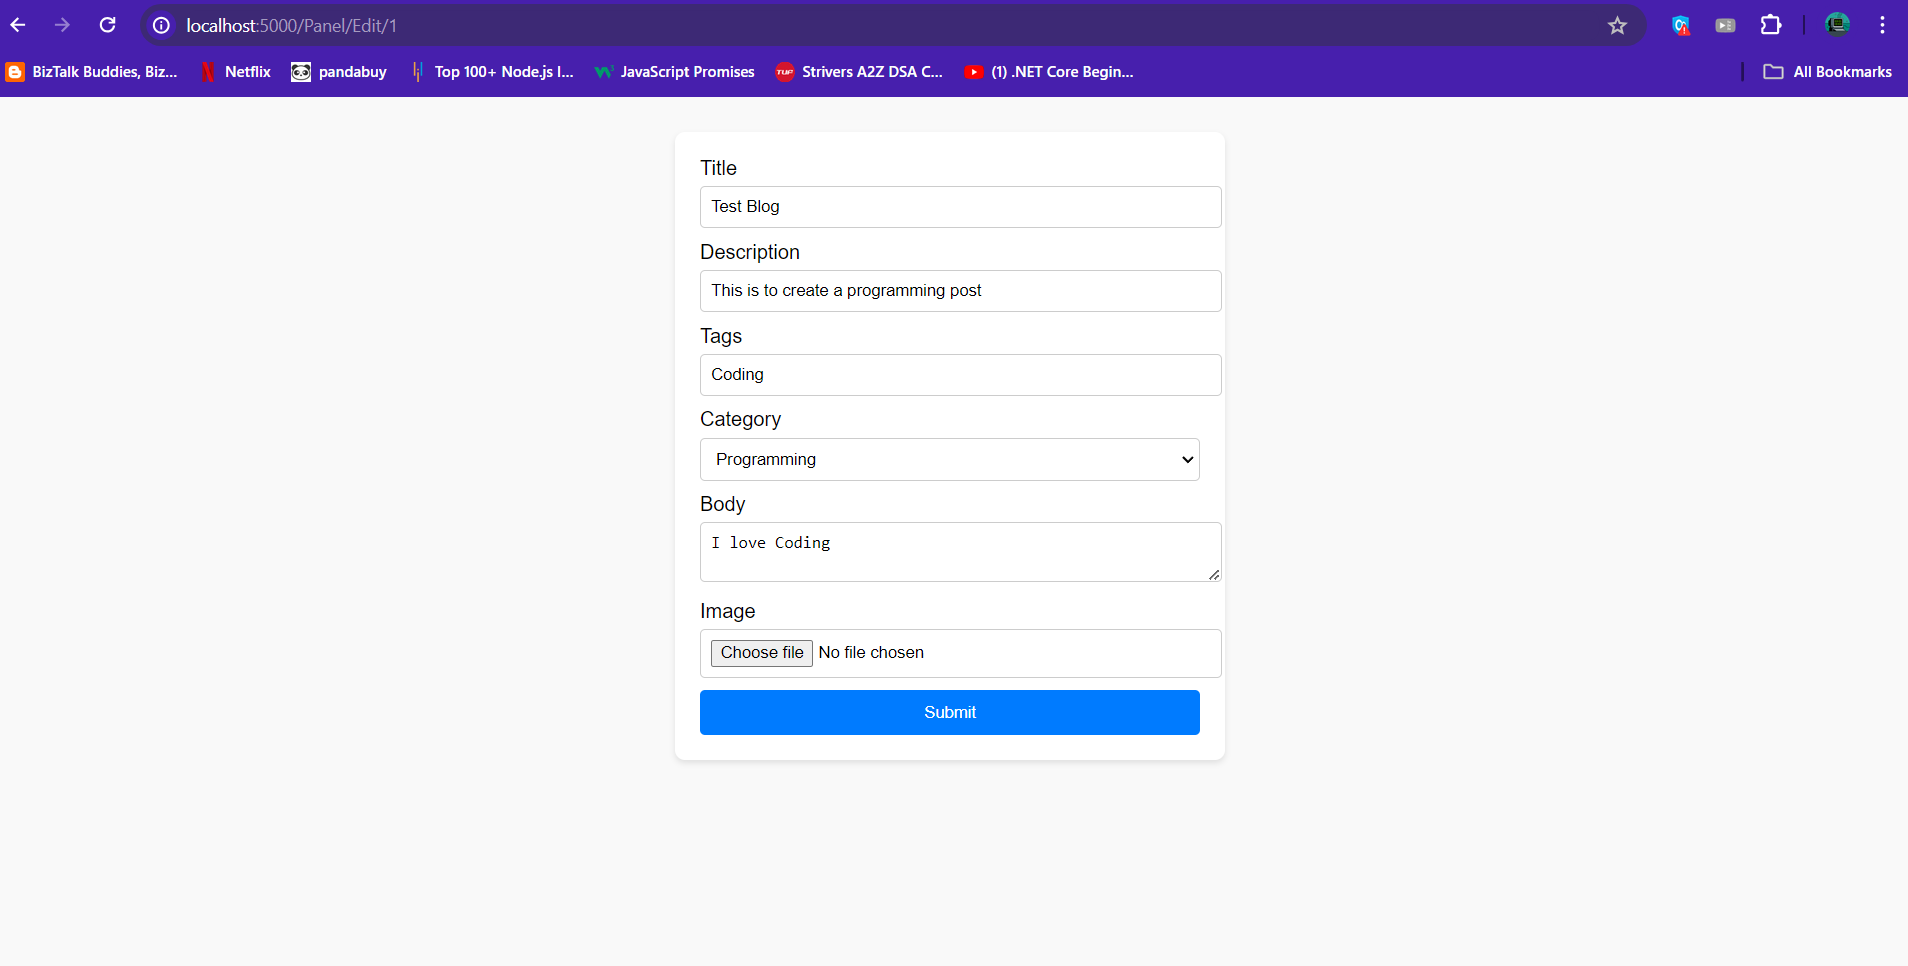 localhost:5000/Panel/Edit/1
BizTalk Buddies, Biz... Netflix pandabuy Top 100+ Node.js I... JavaScript Promises TUF Strivers A2Z DSA C... (1) .NET Core Begin... All Bookmarks
Title
Test Blog
Description
This is to create a programming post
Tags
Coding
Category
Programming
Body
I love Coding
Image
Choose file No file chosen
Submit